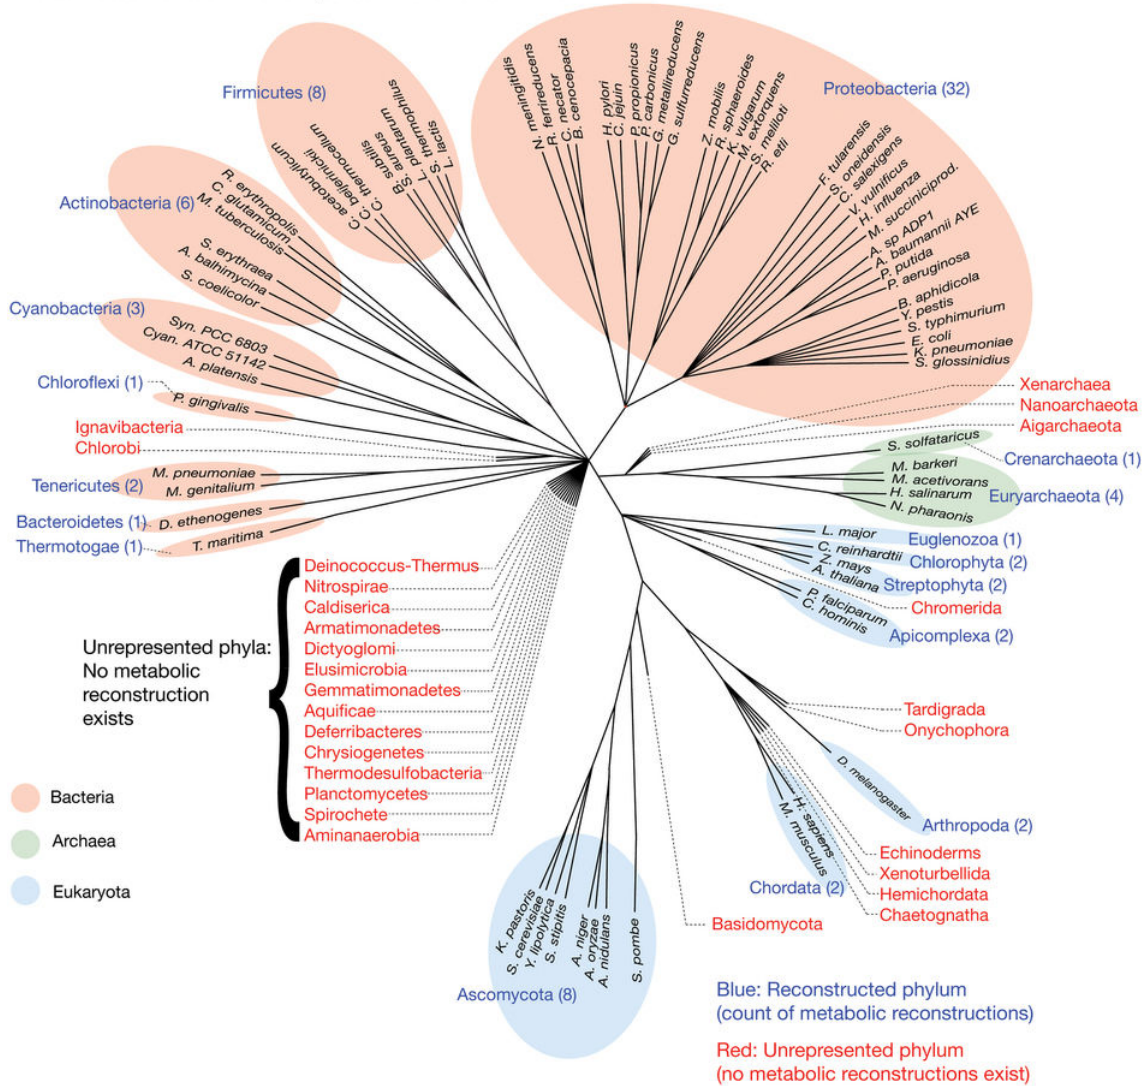 Firmicutes (8)
C. acetobutylicum
C. beijerinckii
C. thermocellum
B. subtilis
S. aureus
L. plantarum
S. thermophilus
L. lactis
Proteobacteria (32)
N. meningitidis
R. ferrireducens
C. necator
B. cenocepacia
H. pylori
C. jejuin
P. propionicus
P. carbonicus
G. metallireducens
G. sulfurreducens
Z. mobilis
R. sphaeroides
K. vulgarum
M. extorquens
S. meliloti
R. etli
F. tularensis
S. oneidensis
C. salexigens
V. vulnificus
H. influenza
M. succiniciprod.
A. sp ADP1
A. baumannii AYE
P. putida
P. aeruginosa
B. aphidicola
Y. pestis
S. typhimurium
E. coli
K. pneumoniae
S. glossinidius
Actinobacteria (6)
R. erythropolis
C. glutamicum
M. tuberculosis
S. erythraea
A. balhimycina
S. coelicolor
Cyanobacteria (3)
Syn. PCC 6803
Cyan. ATCC 51142
A. platensis
Chloroflexi (1)
P. gingivalis
Ignavibacteria
Chlorobi
Tenericutes (2)
M. pneumoniae
M. genitalium
Bacteroidetes (1)
D. ethenogenes
Thermotogae (1)
T. maritima
Xenarchaea
Nanoarchaeota
Aigarchaeota
S. solfataricus
Crenarchaeota (1)
M. barkeri
M. acetivorans
H. salinarum
N. pharaonis
Euryarchaeota (4)
L. major
Euglenozoa (1)
C. reinhardtii
Chlorophyta (2)
Z. mays
A. thaliana
Streptophyta (2)
Chromerida
P. falciparum
C. hominis
Apicomplexa (2)
Unrepresented phyla:
No metabolic
reconstruction
exists
Deinococcus-Thermus
Nitrospirae
Caldiserica
Armatimonadetes
Dictyoglomi
Elusimicrobia
Gemmatimonadetes
Aquificae
Deferribacteres
Chrysiogenetes
Thermodesulfobacteria
Planctomycetes
Spirochete
Aminanaerobia
Tardigrada
Onychophora
D. melanogaster
Arthropoda (2)
H. sapiens
M. musculus
Chordata (2)
Echinoderms
Xenoturbellida
Hemichordata
Chaetognatha
Basidomycota
K. pastoris
S. cerevisiae
Y. lipolytica
S. stipitis
A. niger
A. oryzae
A. nidulans
S. pombe
Ascomycota (8)
Bacteria
Archaea
Eukaryota
Blue: Reconstructed phylum
(count of metabolic reconstructions)
Red: Unrepresented phylum
(no metabolic reconstructions exist)